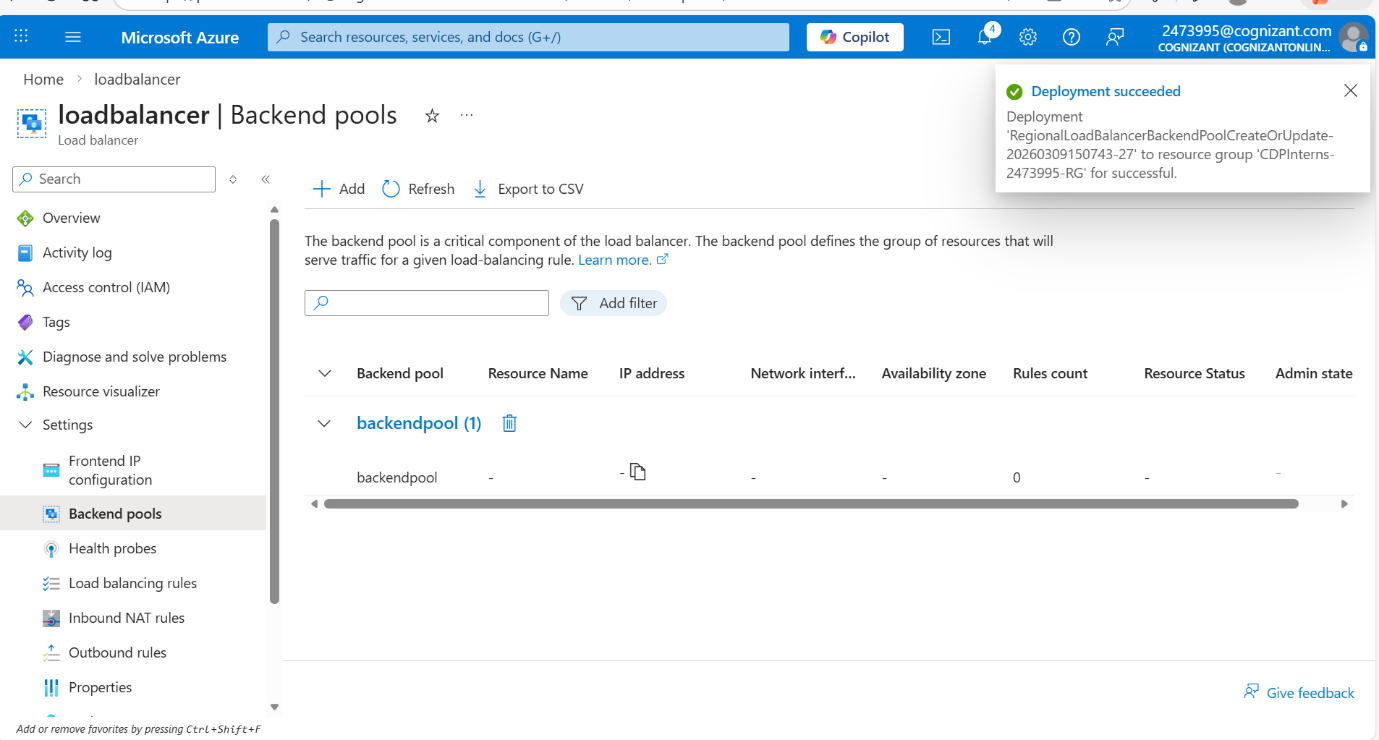 Microsoft Azure
Search resources, services, and docs (G+/)
Copilot
4
2473995@cognizant.com
COGNIZANT (COGNIZANTONLIN...
Home > loadbalancer
loadbalancer | Backend pools
Load balancer
Deployment succeeded
Deployment
'RegionalLoadBalancerBackendPoolCreateOrUpdate-
20260309150743-27' to resource group 'CDPInterns-
2473995-RG' for successful.
Search
Add Refresh Export to CSV
Overview
Activity log
Access control (IAM)
Tags
Diagnose and solve problems
Resource visualizer
Settings
Frontend IP
configuration
Backend pools
Health probes
Load balancing rules
Inbound NAT rules
Outbound rules
Properties
Add or remove favorites by pressing Ctrl+Shift+F
The backend pool is a critical component of the load balancer. The backend pool defines the group of resources that will
serve traffic for a given load-balancing rule. Learn more.
Add filter
Backend pool Resource Name IP address Network interf... Availability zone Rules count Resource Status Admin state
backendpool (1)
backendpool - - - - 0 - -
Give feedback